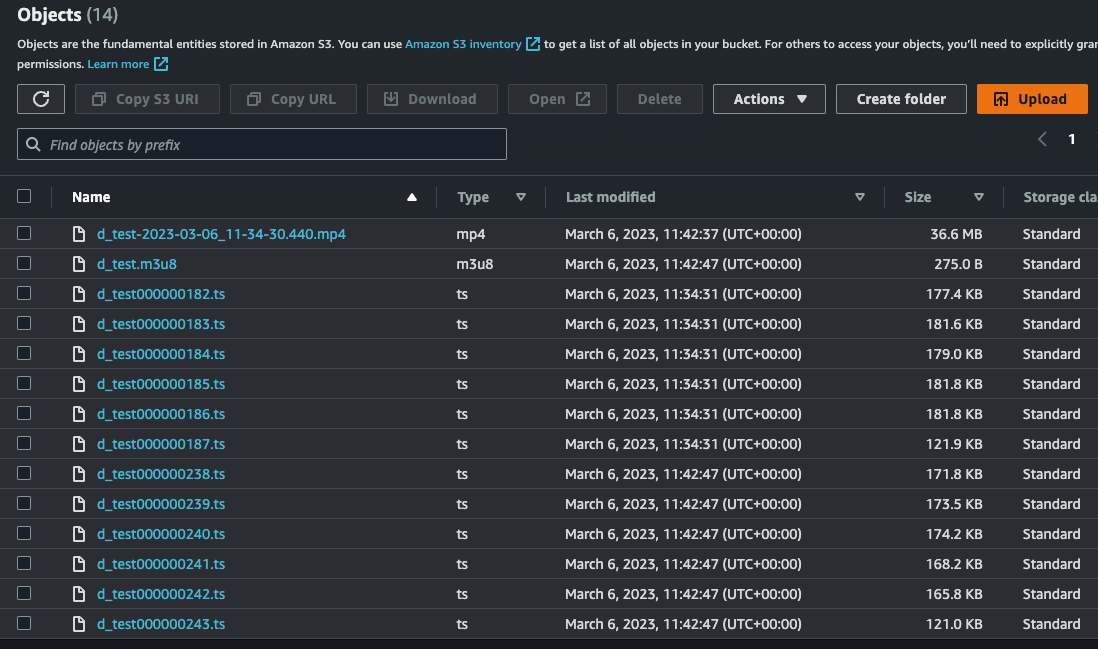 Objects (14)
Objects are the fundamental entities stored in Amazon S3. You can use Amazon S3 inventory to get a list of all objects in your bucket. For others to access your objects, you'll need to explicitly gran
permissions. Learn more
Copy S3 URI Copy URL Download Open Delete Actions Create folder Upload
Find objects by prefix 1
Name Type Last modified Size Storage cla
d_test-2023-03-06_11-34-30.440.mp4 mp4 March 6, 2023, 11:42:37 (UTC+00:00) 36.6 MB Standard
d_test.m3u8 m3u8 March 6, 2023, 11:42:47 (UTC+00:00) 275.0 B Standard
d_test000000182.ts ts March 6, 2023, 11:34:31 (UTC+00:00) 177.4 KB Standard
d_test000000183.ts ts March 6, 2023, 11:34:31 (UTC+00:00) 181.6 KB Standard
d_test000000184.ts ts March 6, 2023, 11:34:31 (UTC+00:00) 179.0 KB Standard
d_test000000185.ts ts March 6, 2023, 11:34:31 (UTC+00:00) 181.8 KB Standard
d_test000000186.ts ts March 6, 2023, 11:34:31 (UTC+00:00) 181.8 KB Standard
d_test000000187.ts ts March 6, 2023, 11:34:31 (UTC+00:00) 121.9 KB Standard
d_test000000238.ts ts March 6, 2023, 11:42:47 (UTC+00:00) 171.8 KB Standard
d_test000000239.ts ts March 6, 2023, 11:42:47 (UTC+00:00) 173.5 KB Standard
d_test000000240.ts ts March 6, 2023, 11:42:47 (UTC+00:00) 174.2 KB Standard
d_test000000241.ts ts March 6, 2023, 11:42:47 (UTC+00:00) 168.2 KB Standard
d_test000000242.ts ts March 6, 2023, 11:42:47 (UTC+00:00) 165.8 KB Standard
d_test000000243.ts ts March 6, 2023, 11:42:47 (UTC+00:00) 121.0 KB Standard